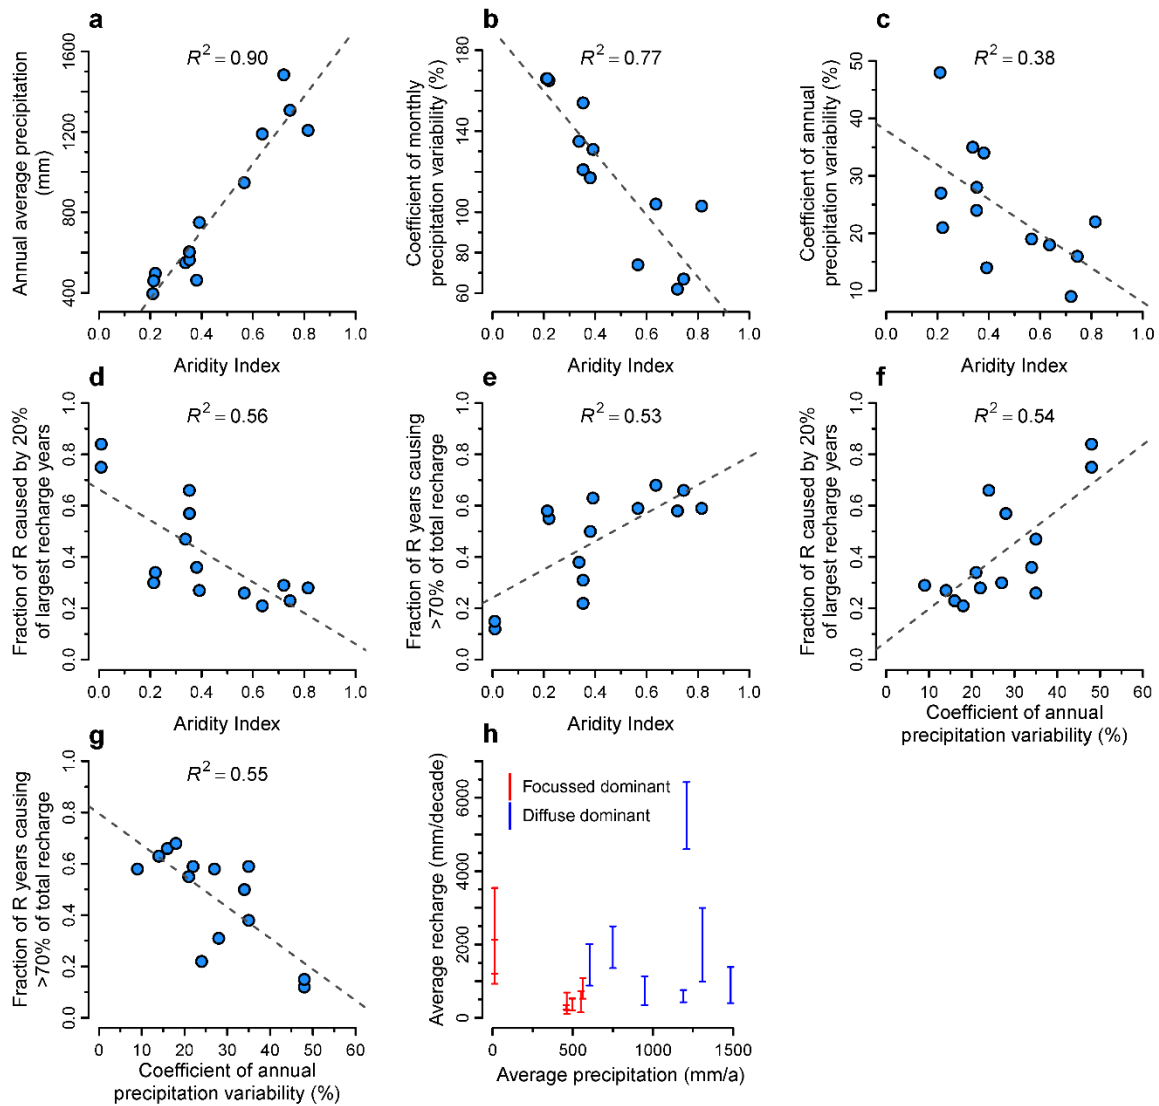 a
R² = 0.90
Annual average precipitation
(mm)
400 800 1200 1600
0.0 0.2 0.4 0.6 0.8 1.0
Aridity Index
b
R² = 0.77
Coefficient of monthly
precipitation variability (%)
60 100 140 180
0.0 0.2 0.4 0.6 0.8 1.0
Aridity Index
c
R² = 0.38
Coefficient of annual
precipitation variability (%)
10 20 30 40 50
0.0 0.2 0.4 0.6 0.8 1.0
Aridity Index
d
R² = 0.56
Fraction of R caused by 20%
of largest recharge years
0.0 0.2 0.4 0.6 0.8 1.0
0.0 0.2 0.4 0.6 0.8 1.0
Aridity Index
e
R² = 0.53
Fraction of R years causing
>70% of total recharge
0.0 0.2 0.4 0.6 0.8 1.0
0.0 0.2 0.4 0.6 0.8 1.0
Aridity Index
f
R² = 0.54
Fraction of R caused by 20%
of largest recharge years
0.0 0.2 0.4 0.6 0.8 1.0
0 10 20 30 40 50 60
Coefficient of annual
precipitation variability (%)
g
R² = 0.55
Fraction of R years causing
>70% of total recharge
0.0 0.2 0.4 0.6 0.8 1.0
0 10 20 30 40 50 60
Coefficient of annual
precipitation variability (%)
h
Focussed dominant
Diffuse dominant
Average recharge (mm/decade)
0 2000 4000 6000
0 500 1000 1500
Average precipitation (mm/a)